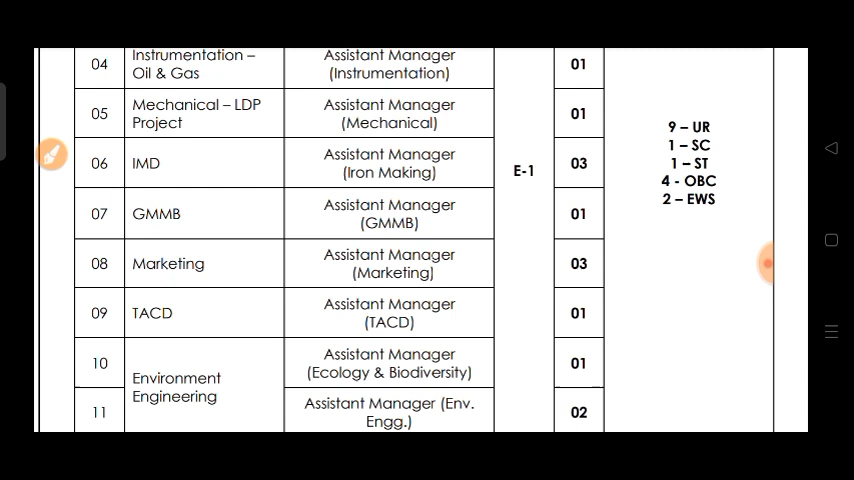 04
Instrumentation –
Oil & Gas
Assistant Manager
(Instrumentation)
01
05
Mechanical – LDP
Project
Assistant Manager
(Mechanical)
01
06
IMD
Assistant Manager
(Iron Making)
E-1
03
9 – UR
1 – SC
1 – ST
4 - OBC
2 – EWS
07
GMMB
Assistant Manager
(GMMB)
01
08
Marketing
Assistant Manager
(Marketing)
03
09
TACD
Assistant Manager
(TACD)
01
10
Environment
Engineering
Assistant Manager
(Ecology & Biodiversity)
01
11
Assistant Manager (Env.
Engg.)
02